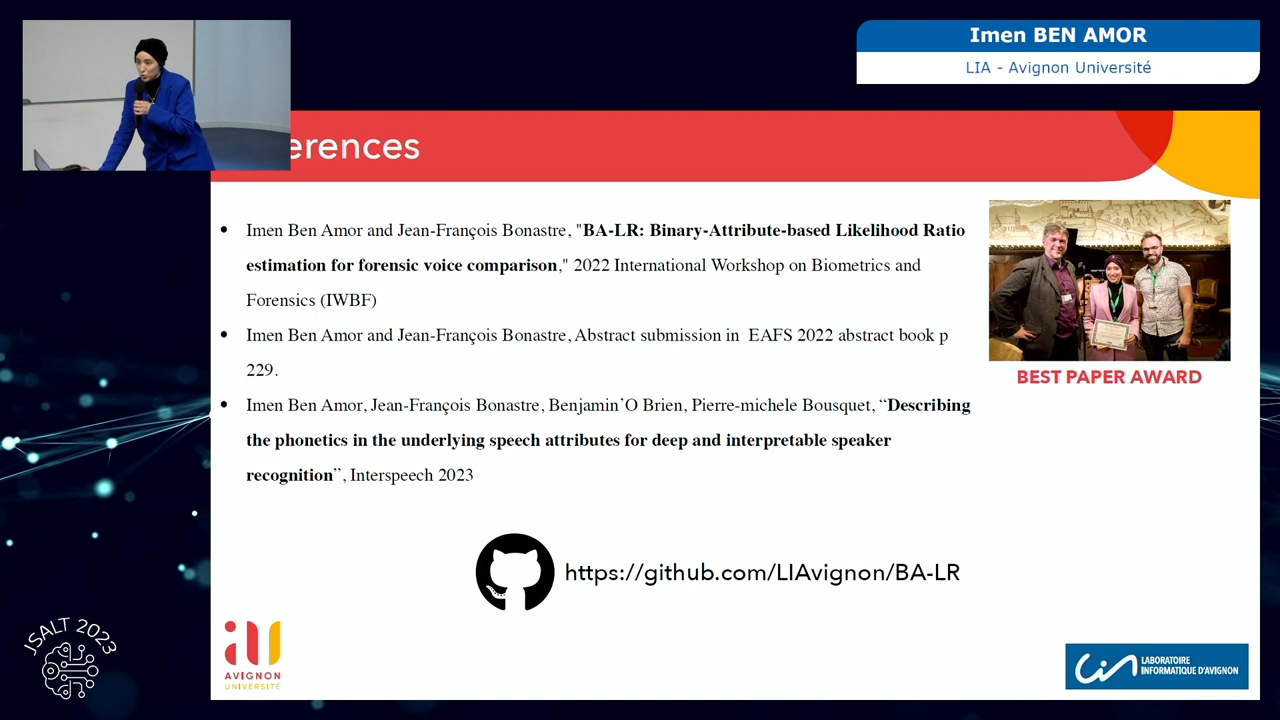 Imen BEN AMOR
LIA - Avignon Université
erences
• Imen Ben Amor and Jean-François Bonastre, "BA-LR: Binary-Attribute-based Likelihood Ratio
estimation for forensic voice comparison," 2022 International Workshop on Biometrics and
Forensics (IWBF)
• Imen Ben Amor and Jean-François Bonastre, Abstract submission in EAFS 2022 abstract book p
229.
• Imen Ben Amor, Jean-François Bonastre, Benjamin’O Brien, Pierre-michele Bousquet, “Describing
the phonetics in the underlying speech attributes for deep and interpretable speaker
recognition”, Interspeech 2023
BEST PAPER AWARD
https://github.com/LIAvignon/BA-LR
JSALT 2023
AVIGNON
UNIVERSITÉ
LABORATOIRE
INFORMATIQUE D'AVIGNON